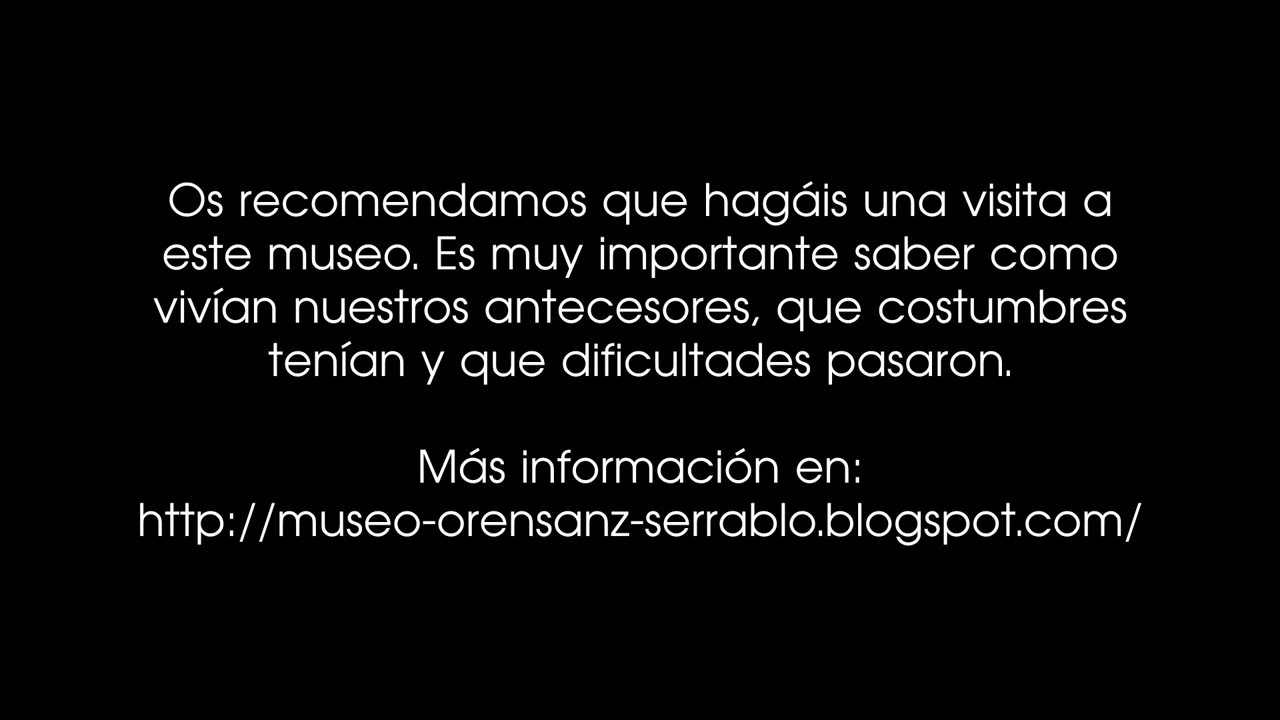 Os recomendamos que hagáis una visita a
este museo. Es muy importante saber como
vivían nuestros antecesores, que costumbres
tenían y que dificultades pasaron.
Más información en:
http://museo-orensanz-serrablo.blogspot.com/